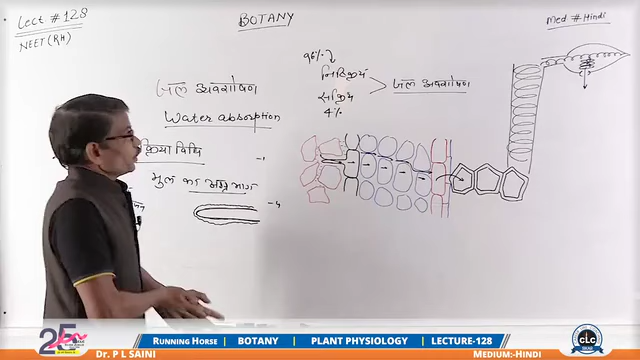 Lect # 128
NEET (RH)
BOTANY
Med # Hindi
96%
निष्क्रिय
सक्रिय
4%
जल अवशोषण
जल अवशोषण
Water absorption
क्रिया विधि
मूल का अग्र भाग
25
Dr. P L SAINI
RUNNING HORSE | BOTANY | PLANT PHYSIOLOGY | LECTURE-128
MEDIUM:-HINDI
CLC